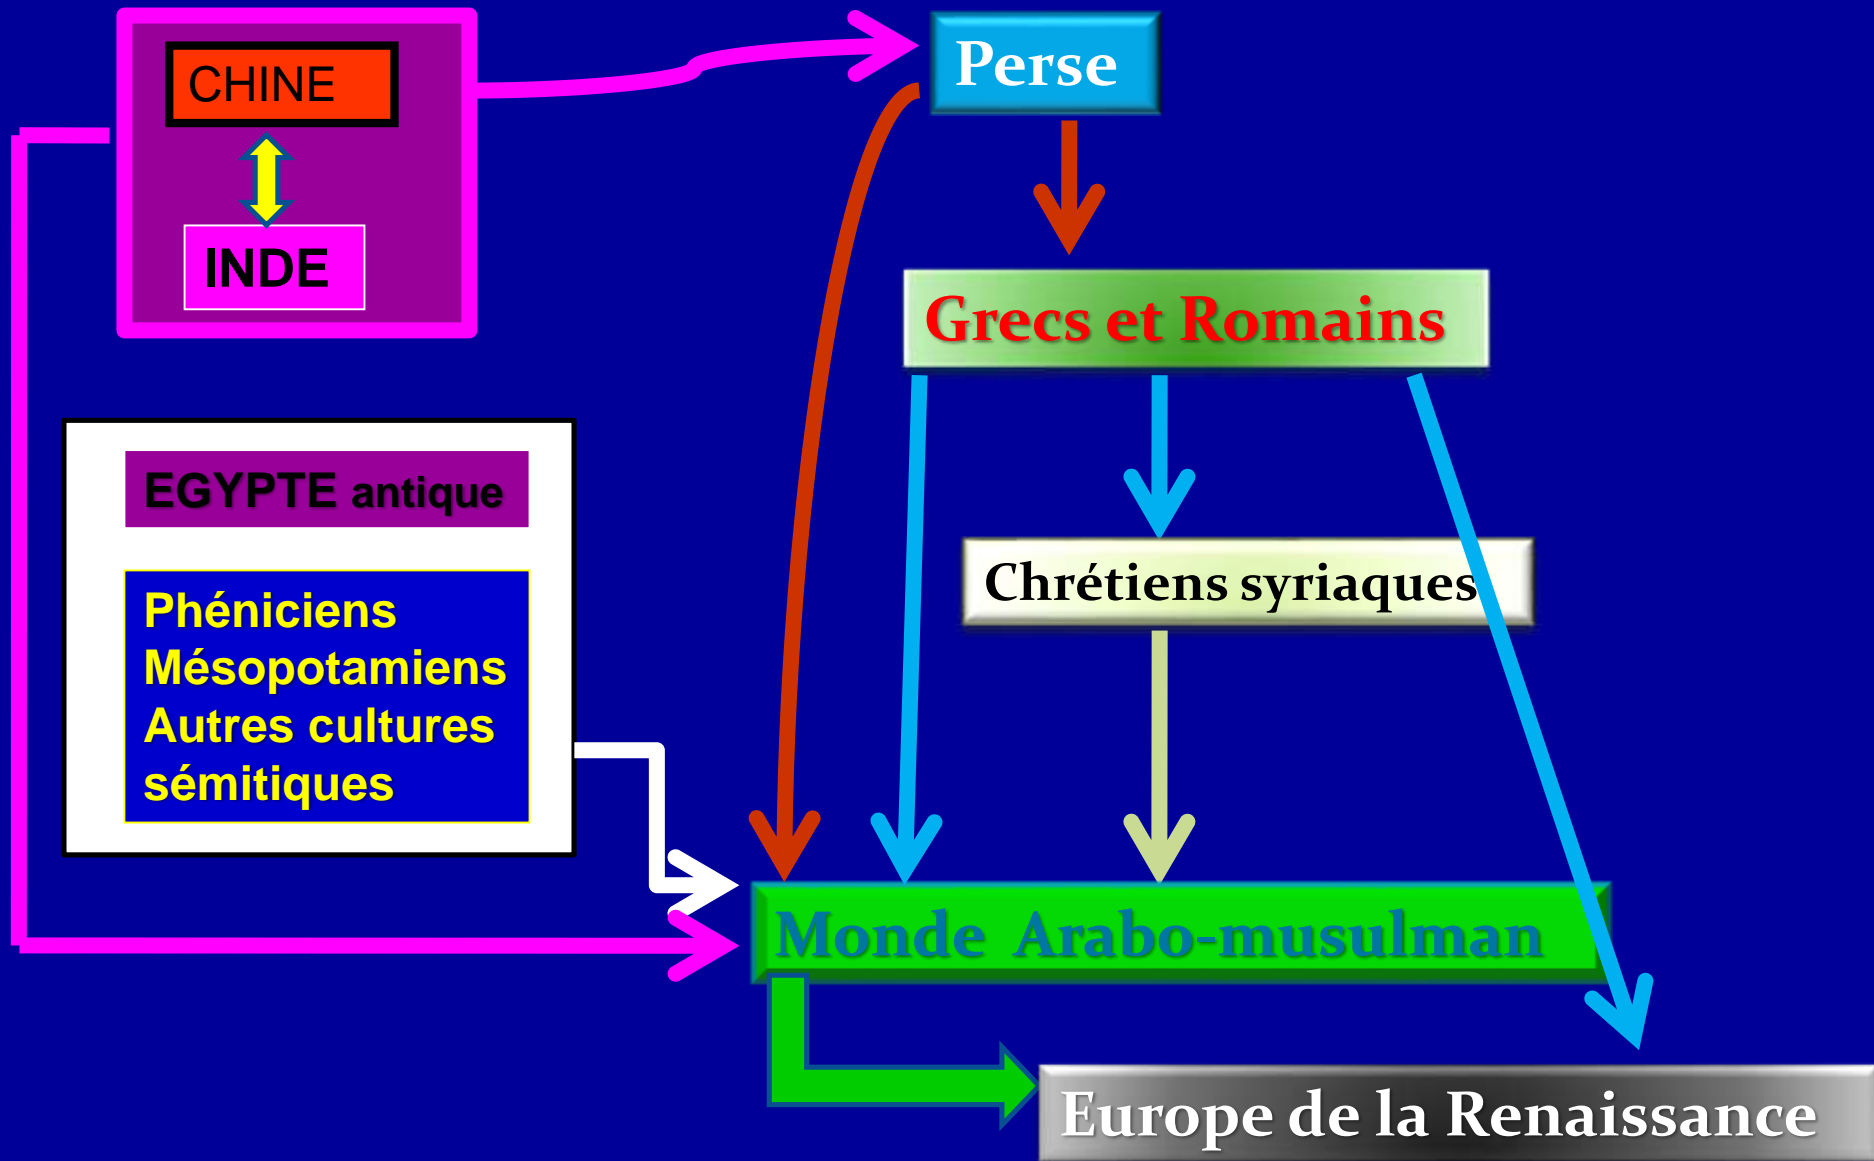 CHINE
INDE
Perse
Grecs et Romains
EGYPTE antique
Phéniciens
Mésopotamiens
Autres cultures
sémitiques
Chrétiens syriaques
Monde Arabo-musulman
Europe de la Renaissance